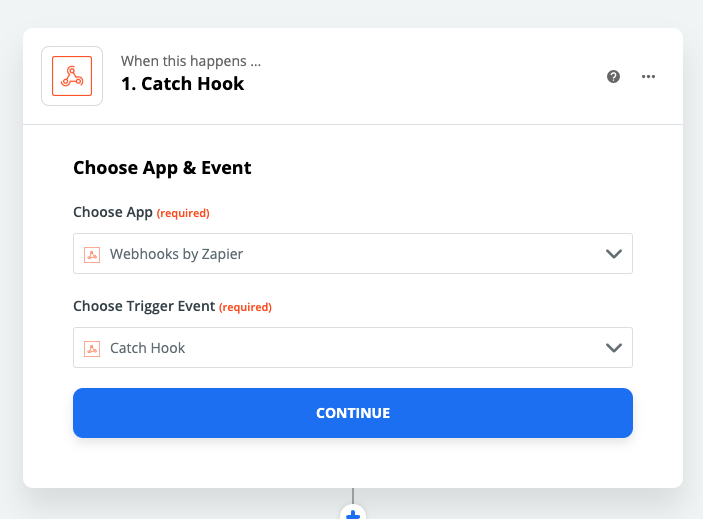 When this happens ...
1. Catch Hook
Choose App & Event
Choose App (required)
Webhooks by Zapier
Choose Trigger Event (required)
Catch Hook
CONTINUE